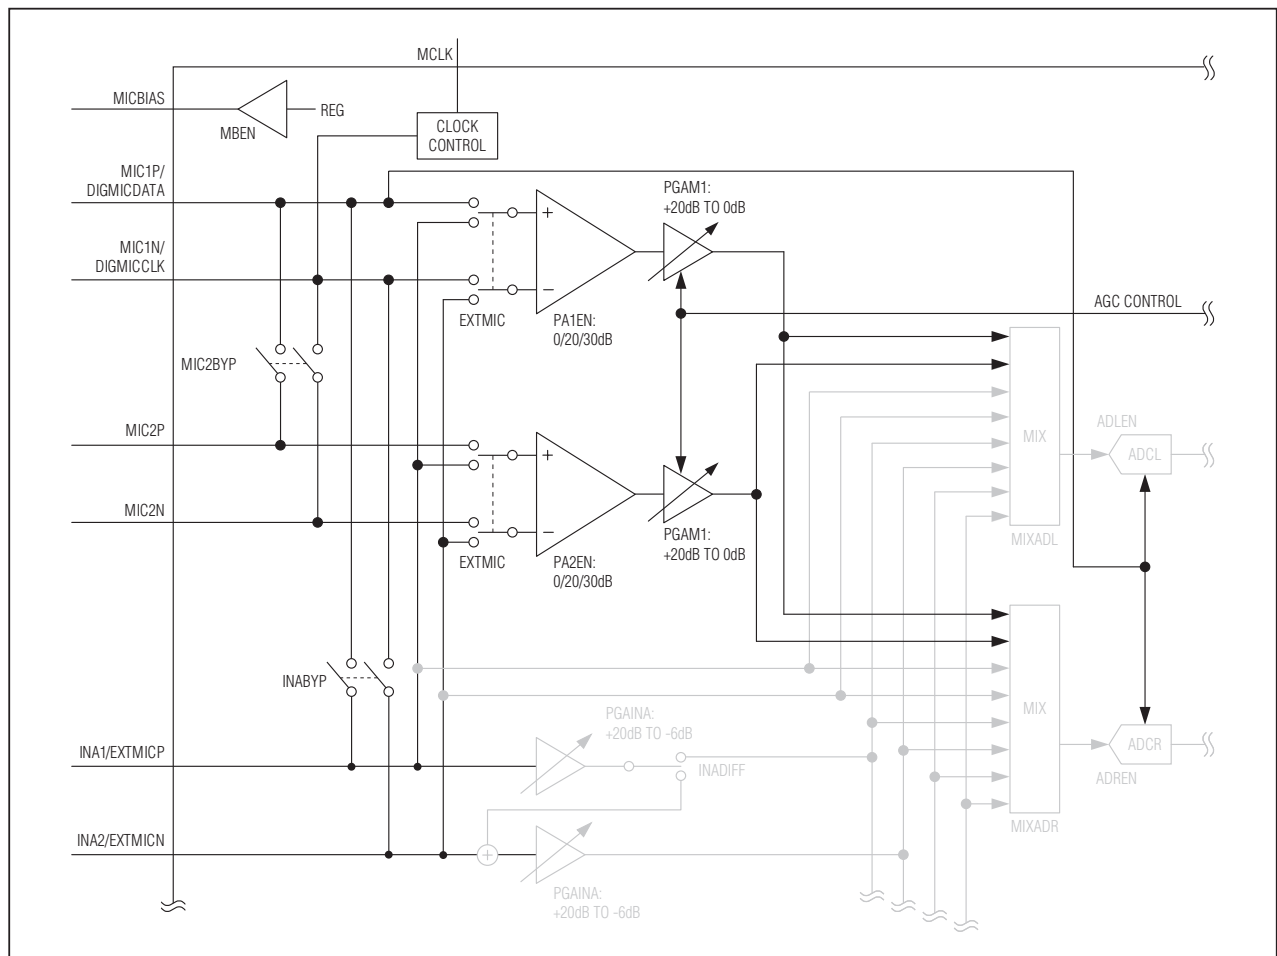 MCLK
MICBIAS
REG
MBEN
CLOCK
CONTROL
MIC1P/
DIGMICDATA
PGAM1:
+20dB TO 0dB
+
MIC1N/
DIGMICCLK
−
AGC CONTROL
EXTMIC
PA1EN:
0/20/30dB
MIC2BYP
MIC2P
ADLEN
MIX
+
ADCL
MIC2N
−
PGAM1:
+20dB TO 0dB
MIXADL
EXTMIC
PA2EN:
0/20/30dB
INABYP
PGAINA:
+20dB TO -6dB
MIX
INA1/EXTMICP
INADIFF
ADCR
ADREN
MIXADR
INA2/EXTMICN
+
PGAINA:
+20dB TO -6dB